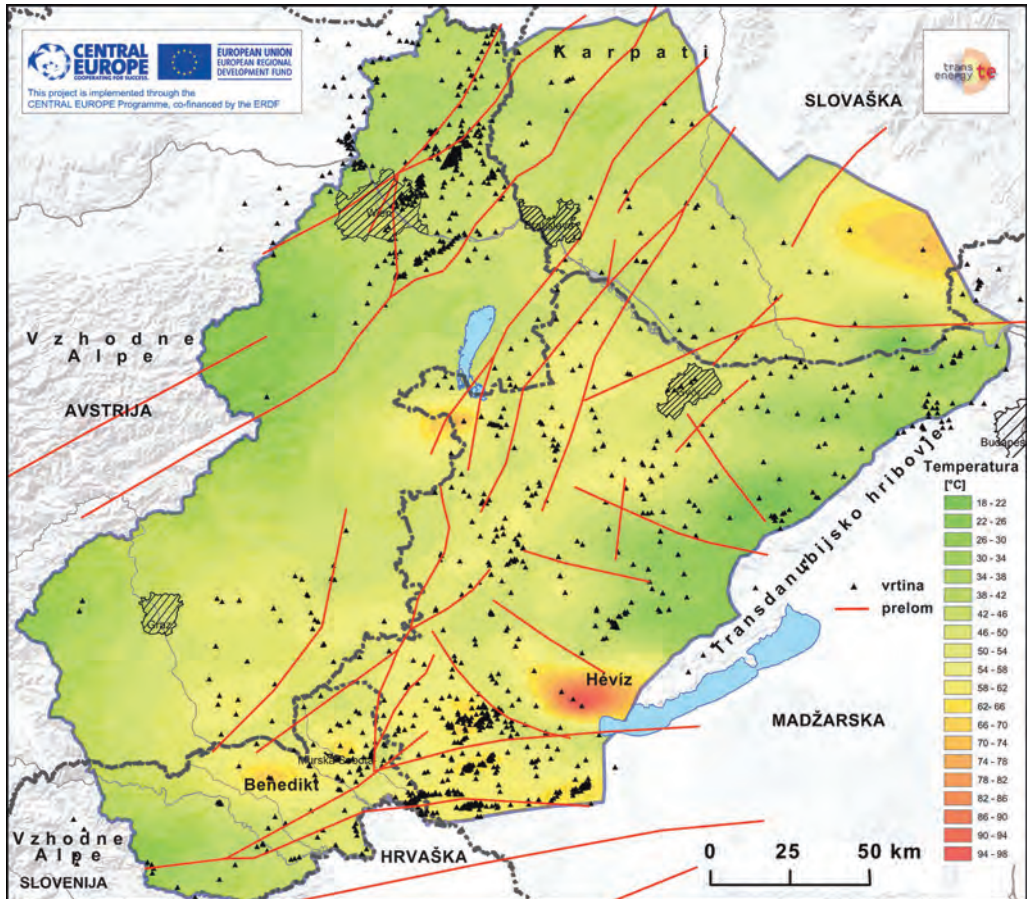 CENTRAL
EUROPE
COOPERATING FOR SUCCESS.
EUROPEAN UNION
EUROPEAN REGIONAL
DEVELOPMENT FUND
This project is implemented through the
CENTRAL EUROPE Programme, co-financed by the ERDF
Karpati
trans
energy te
SLOVAŠKA
Wien
Bratislava
Vzhodne
Alpe
AVSTRIJA
Budapes
Transdanubijsko hribovje
Temperatura
[°C]
18 - 22
22 - 26
26 - 30
30 - 34
34 - 38
38 - 42
42 - 46
46 - 50
50 - 54
54 - 58
58 - 62
62- 66
66 - 70
70 - 74
74 - 78
78 - 82
82 - 86
86 - 90
90 - 94
94 - 98
vrtina
prelom
Graz
Hévíz
MADŽARSKA
Murska Sobota
Benedikt
Vzhodne
Alpe
HRVAŠKA
SLOVENIJA
0 25 50 km